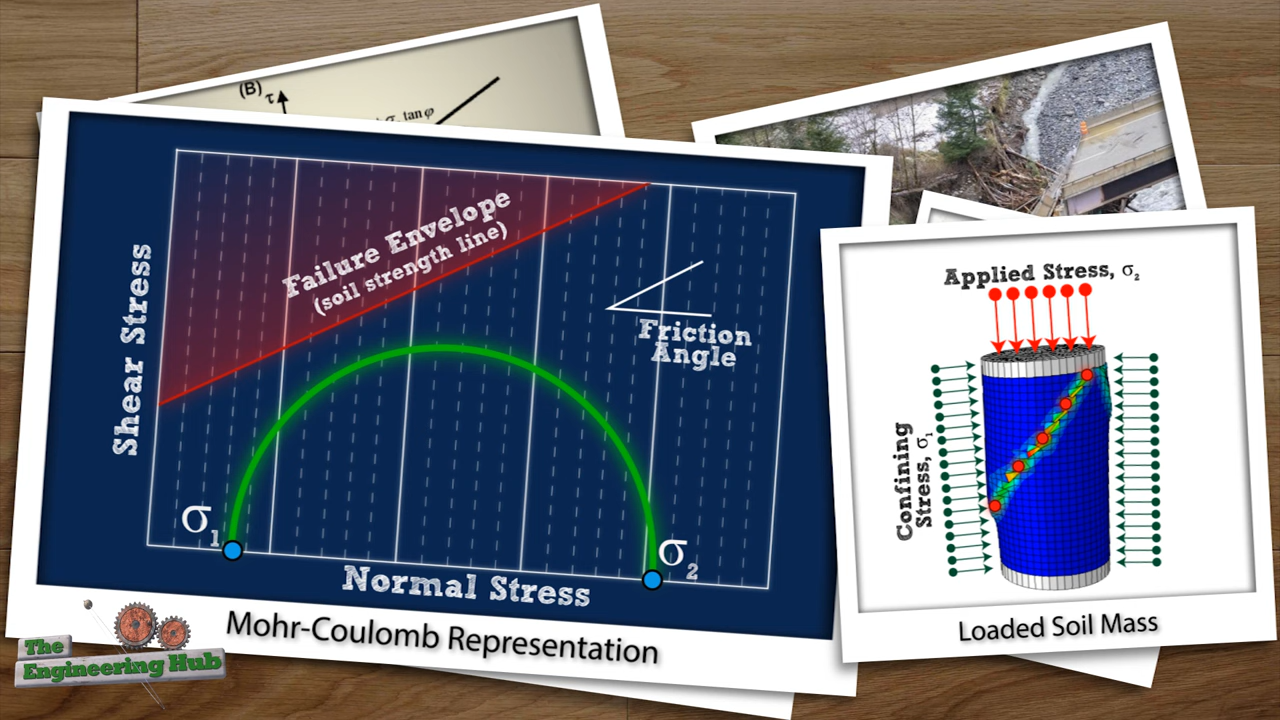 (B)
τ
tan φ
Shear Stress
Failure Envelope
(soil strength line)
Friction
Angle
σ₁
σ₂
Normal Stress
Mohr-Coulomb Representation
Applied Stress, σ₂
Confining
Stress, σ₁
Loaded Soil Mass
The
Engineering Hub